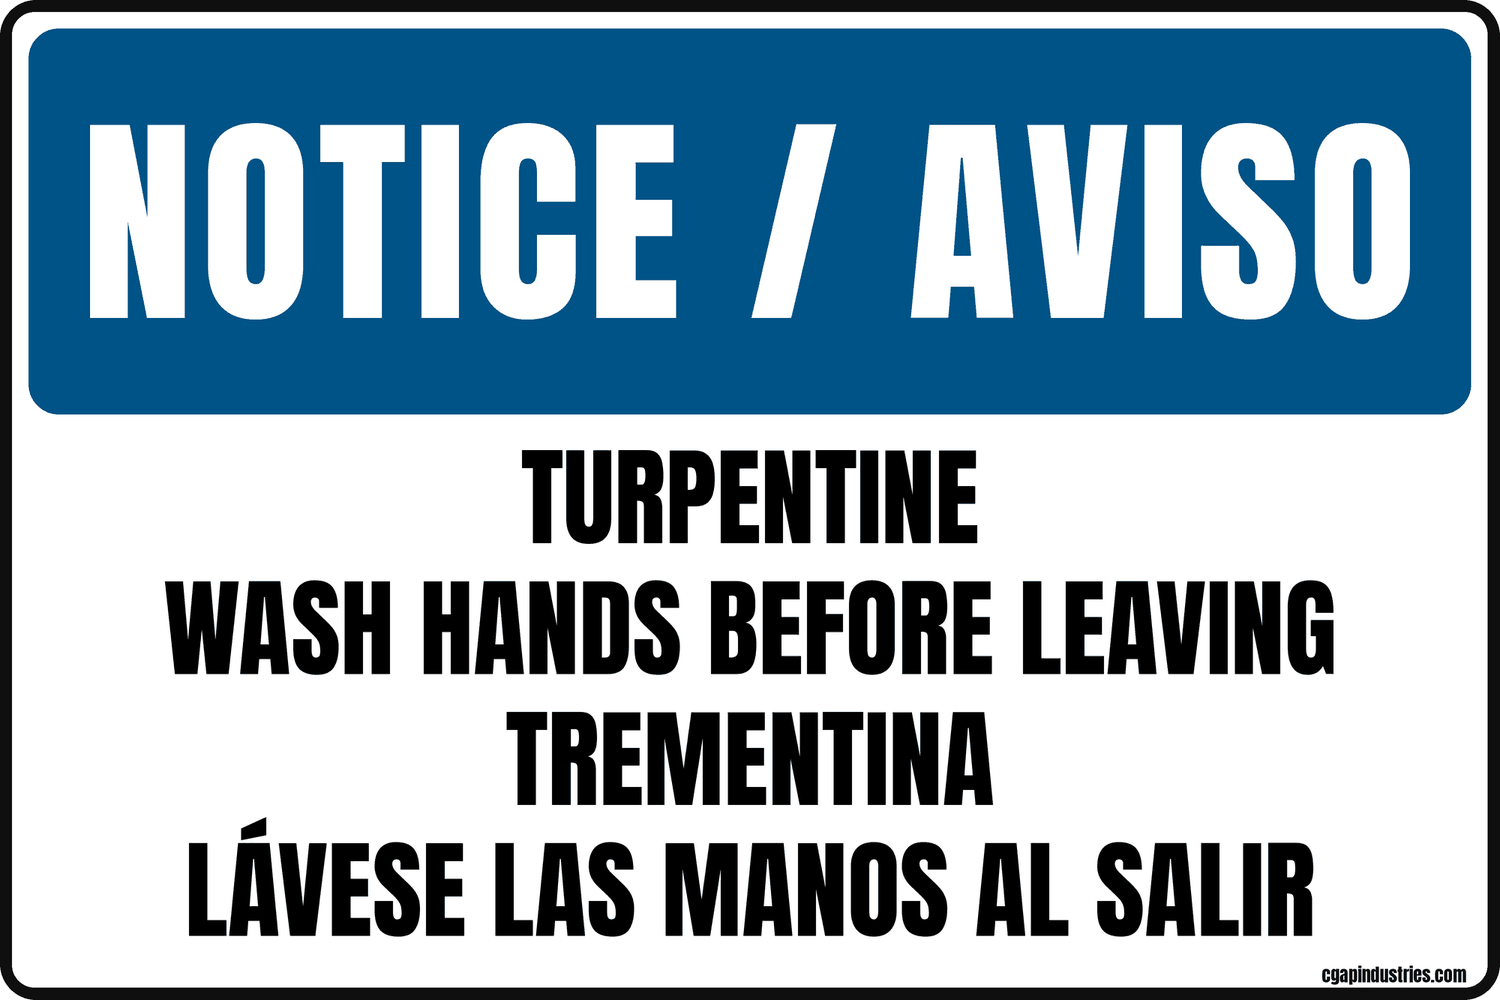 NOTICE / AVISO
TURPENTINE
WASH HANDS BEFORE LEAVING
TREMENTINA
LÁVESE LAS MANOS AL SALIR
cgapindustries.com